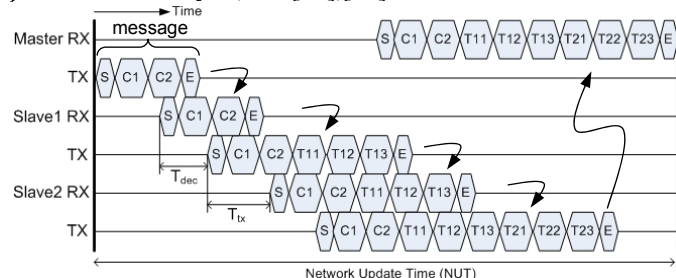 Time
message
Master RX S C1 C2 T11 T12 T13 T21 T22 T23 E
TX S C1 C2 E
Slave1 RX S C1 C2 E
TX S C1 C2 T11 T12 T13 E
T_dec
Slave2 RX S C1 C2 T11 T12 T13 E
T_tx
TX S C1 C2 T11 T12 T13 T21 T22 T23 E
Network Update Time (NUT)